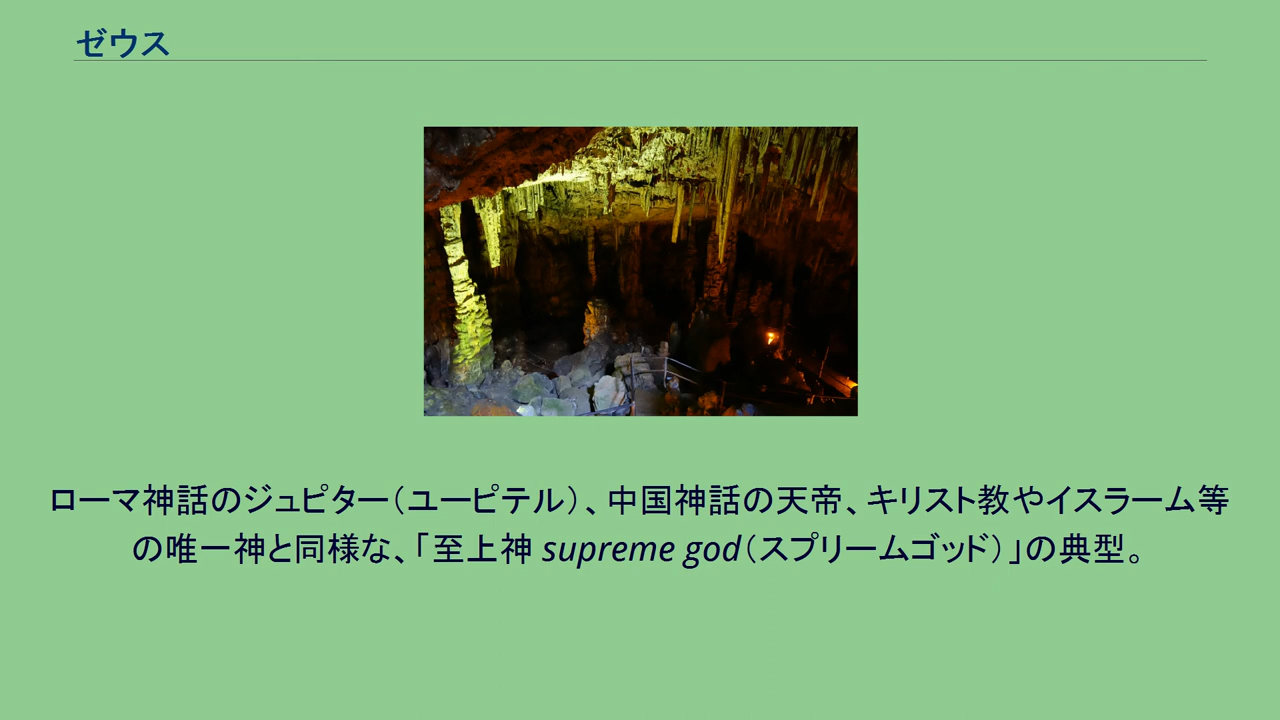 ゼウス
ローマ神話のジュピター（ユーピテル）、中国神話の天帝、キリスト教やイスラーム等
の唯一神と同様な、「至上神 supreme god（スプリームゴッド）」の典型。